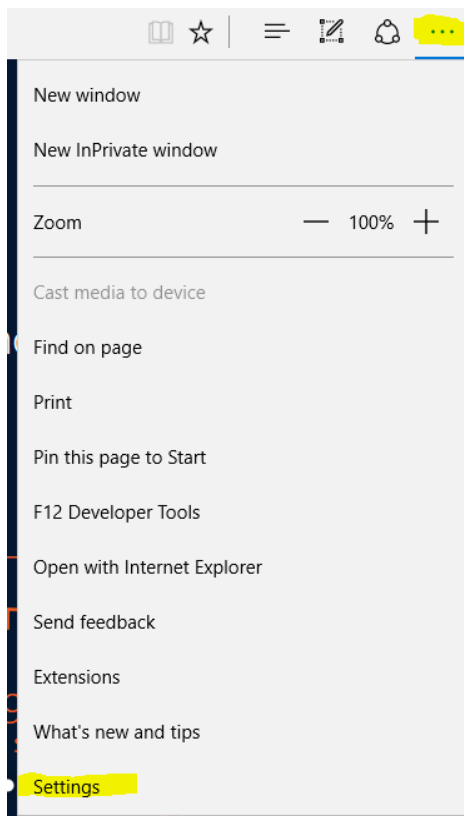 New window
New InPrivate window
Zoom 100%
Cast media to device
Find on page
Print
Pin this page to Start
F12 Developer Tools
Open with Internet Explorer
Send feedback
Extensions
What's new and tips
Settings